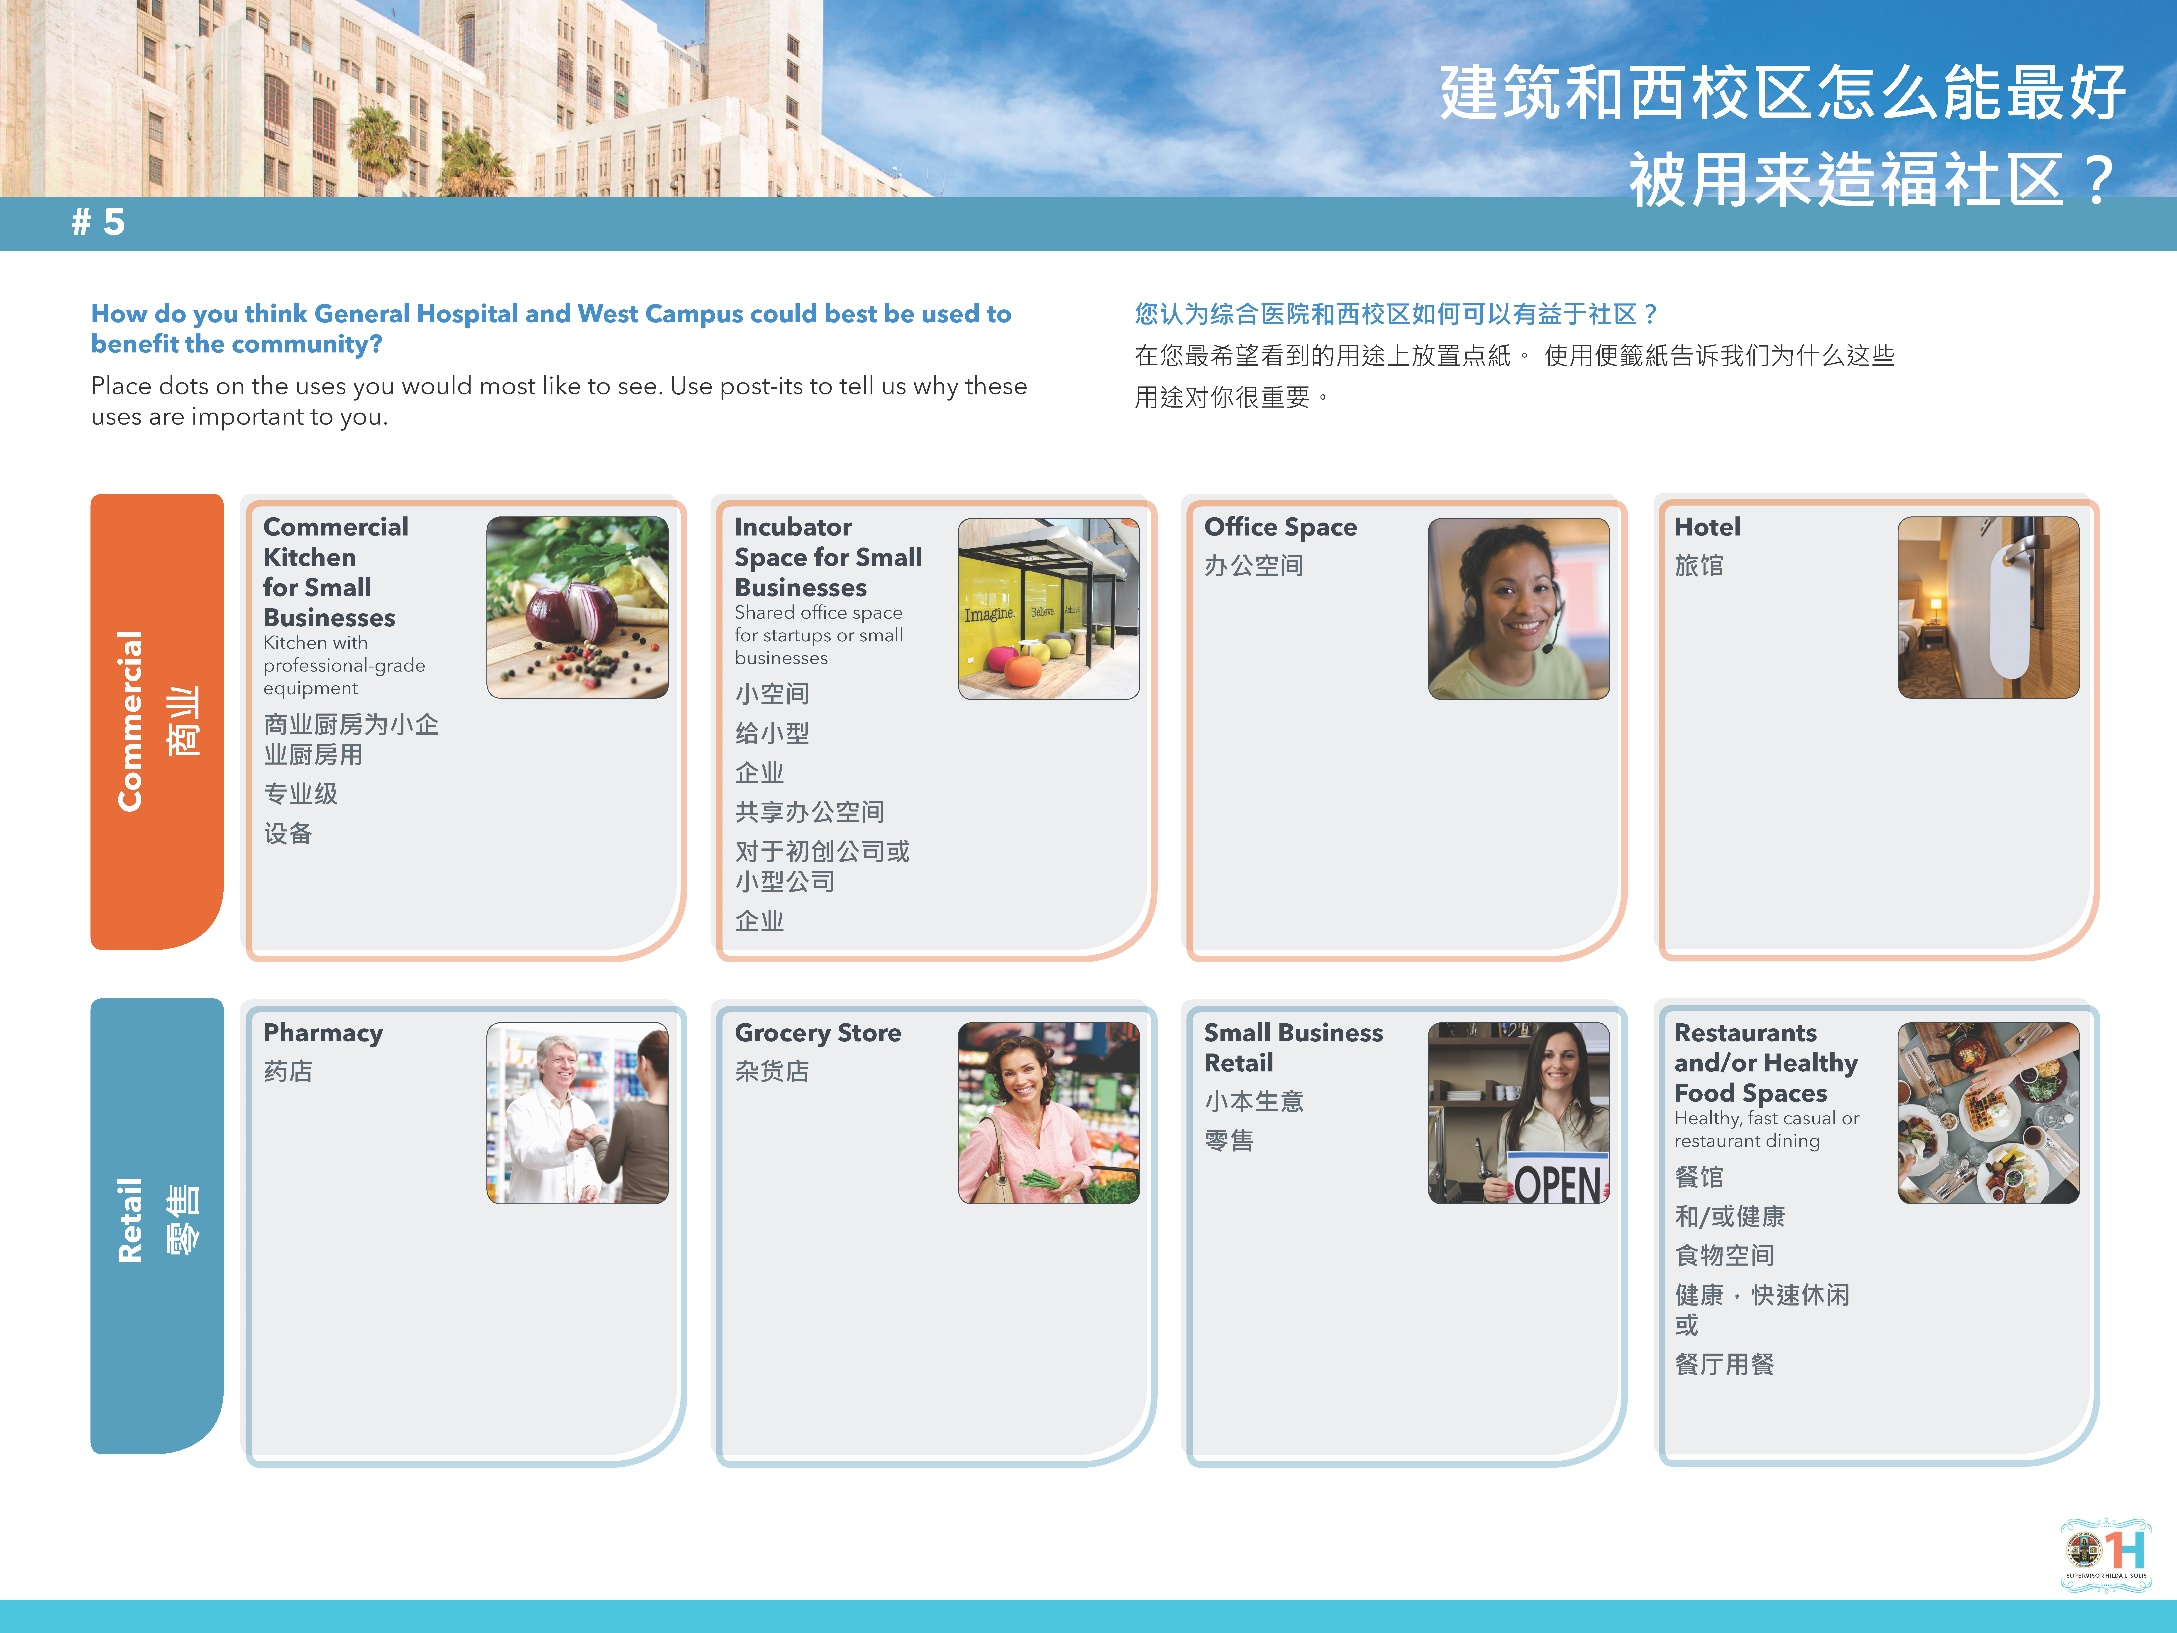 建筑和西校区怎么能最好
被用来造福社区？
# 5
How do you think General Hospital and West Campus could best be used to
benefit the community?
Place dots on the uses you would most like to see. Use post-its to tell us why these
uses are important to you.
您认为综合医院和西校区如何可以有益于社区？
在您最希望看到的用途上放置点紙。 使用便籤紙告诉我们为什么这些
用途对你很重要。
Commercial
商业
Commercial
Kitchen
for Small
Businesses
Kitchen with
professional-grade
equipment
商业厨房为小企
业厨房用
专业级
设备
Incubator
Space for Small
Businesses
Shared office space
for startups or small
businesses
小空间
给小型
企业
共享办公空间
对于初创公司或
小型公司
企业
Imagine.
Believe.
Office Space
办公空间
Hotel
旅馆
Retail
零售
Pharmacy
药店
Grocery Store
杂货店
Small Business
Retail
小本生意
零售
OPEN
Restaurants
and/or Healthy
Food Spaces
Healthy, fast casual or
restaurant dining
餐馆
和/或健康
食物空间
健康，快速休闲
或
餐厅用餐
1H
SUPERVISOR HILDA L. SOLIS